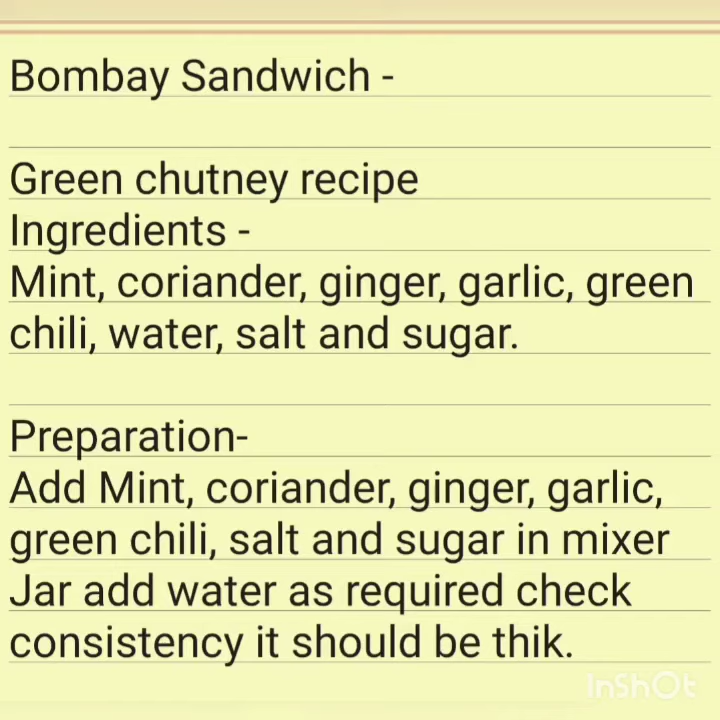 Bombay Sandwich -
Green chutney recipe
Ingredients -
Mint, coriander, ginger, garlic, green
chili, water, salt and sugar.
Preparation-
Add Mint, coriander, ginger, garlic,
green chili, salt and sugar in mixer
Jar add water as required check
consistency it should be thik.
InShOt